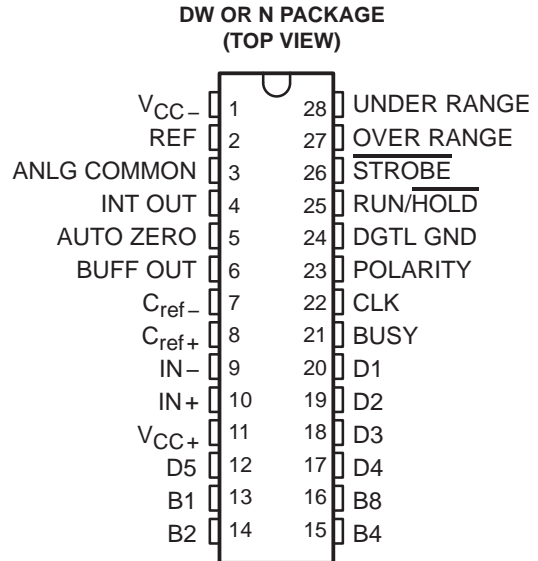 DW OR N PACKAGE
(TOP VIEW)
VCC− 1 28 UNDER RANGE
REF 2 27 OVER RANGE
ANLG COMMON 3 26 STROBE
INT OUT 4 25 RUN/HOLD
AUTO ZERO 5 24 DGTL GND
BUFF OUT 6 23 POLARITY
Cref− 7 22 CLK
Cref+ 8 21 BUSY
IN− 9 20 D1
IN+ 10 19 D2
VCC+ 11 18 D3
D5 12 17 D4
B1 13 16 B8
B2 14 15 B4